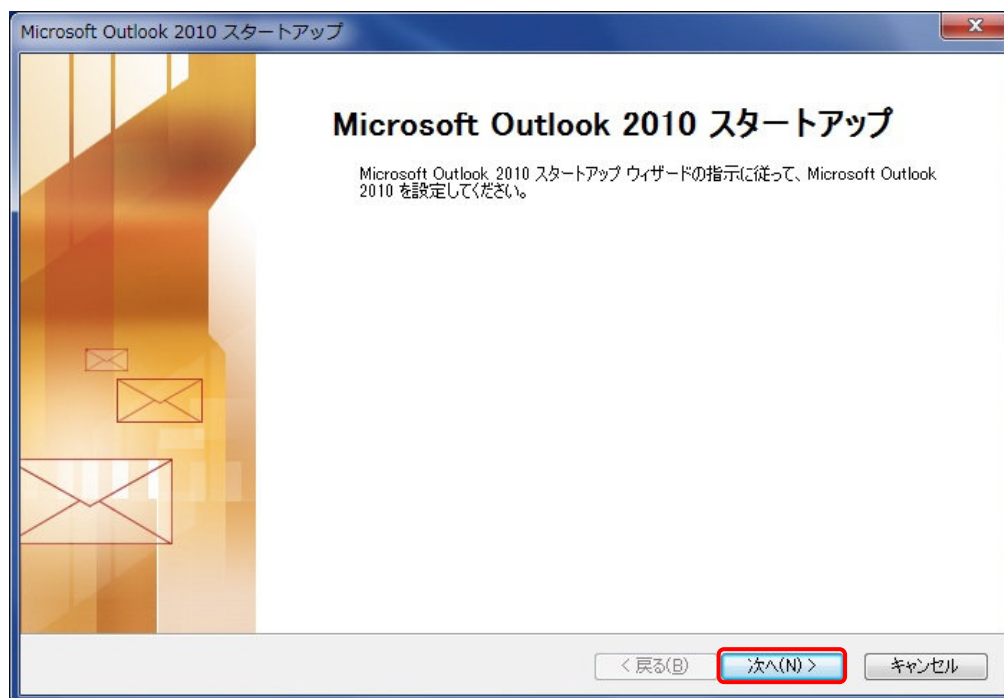 Microsoft Outlook 2010 スタートアップ
Microsoft Outlook 2010 スタートアップ
Microsoft Outlook 2010 スタートアップ ウィザードの指示に従って、Microsoft Outlook
2010 を設定してください。
< 戻る(B) 次へ(N) > キャンセル